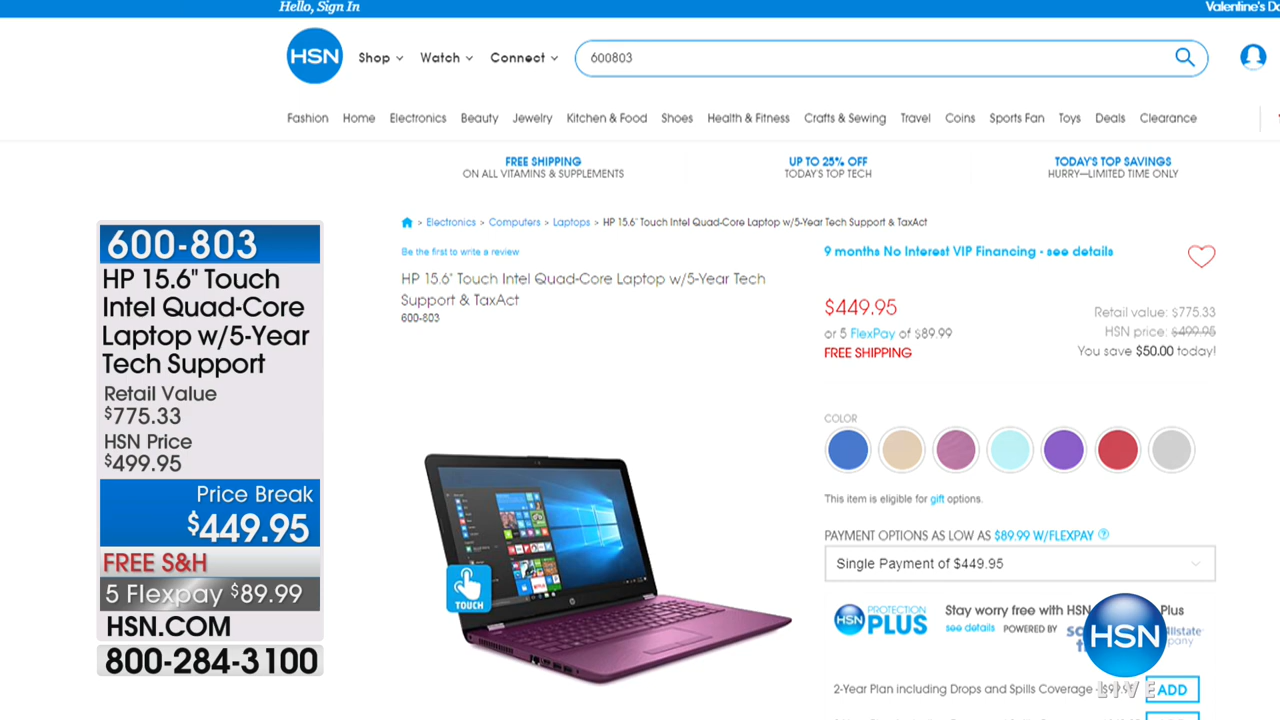 Hello, Sign In
Valentine's Da
HSN
Shop
Watch
Connect
600803
Fashion
Home
Electronics
Beauty
Jewelry
Kitchen & Food
Shoes
Health & Fitness
Crafts & Sewing
Travel
Coins
Sports Fan
Toys
Deals
Clearance
FREE SHIPPING
ON ALL VITAMINS & SUPPLEMENTS
UP TO 25% OFF
TODAY'S TOP TECH
TODAY'S TOP SAVINGS
HURRY—LIMITED TIME ONLY
600-803
HP 15.6" Touch
Intel Quad-Core
Laptop w/5-Year
Tech Support
Retail Value
$775.33
HSN Price
$499.95
Price Break
$449.95
FREE S&H
5 Flexpay $89.99
HSN.COM
800-284-3100
> Electronics > Computers > Laptops > HP 15.6" Touch Intel Quad-Core Laptop w/5-Year Tech Support & TaxAct
Be the first to write a review
HP 15.6" Touch Intel Quad-Core Laptop w/5-Year Tech
Support & TaxAct
600-803
TOUCH
9 months No Interest VIP Financing - see details
$449.95
or 5 FlexPay of $89.99
FREE SHIPPING
Retail value: $775.33
HSN price: $499.95
You save $50.00 today!
COLOR
This item is eligible for gift options.
PAYMENT OPTIONS AS LOW AS $89.99 W/FLEXPAY ?
Single Payment of $449.95
HSN PROTECTION
PLUS
Stay worry free with HSN Plus
see details POWERED BY
HSN
LIVE
2-Year Plan including Drops and Spills Coverage
ADD